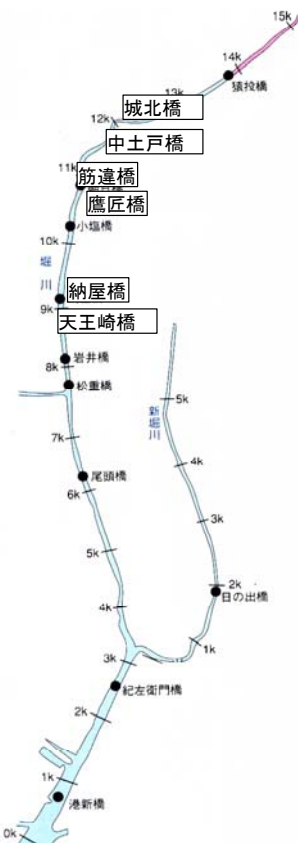 15k
14k
猿投橋
13k
城北橋
12k
中土戸橋
11k
筋違橋
鷹匠橋
小塩橋
10k
堀川
納屋橋
9k
天王崎橋
岩井橋
8k
松重橋
5k
新堀川
7k
4k
尾頭橋
6k
3k
5k
2k
日の出橋
4k
1k
3k
紀左衛門橋
2k
1k
港新橋
0k